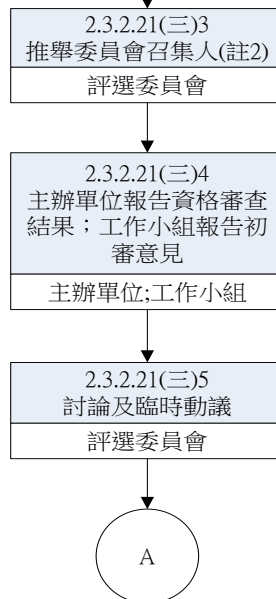 2.3.2.21(三)3
推舉委員會召集人(註2)
評選委員會
2.3.2.21(三)4
主辦單位報告資格審查
結果；工作小組報告初
審意見
主辦單位;工作小組
2.3.2.21(三)5
討論及臨時動議
評選委員會
A